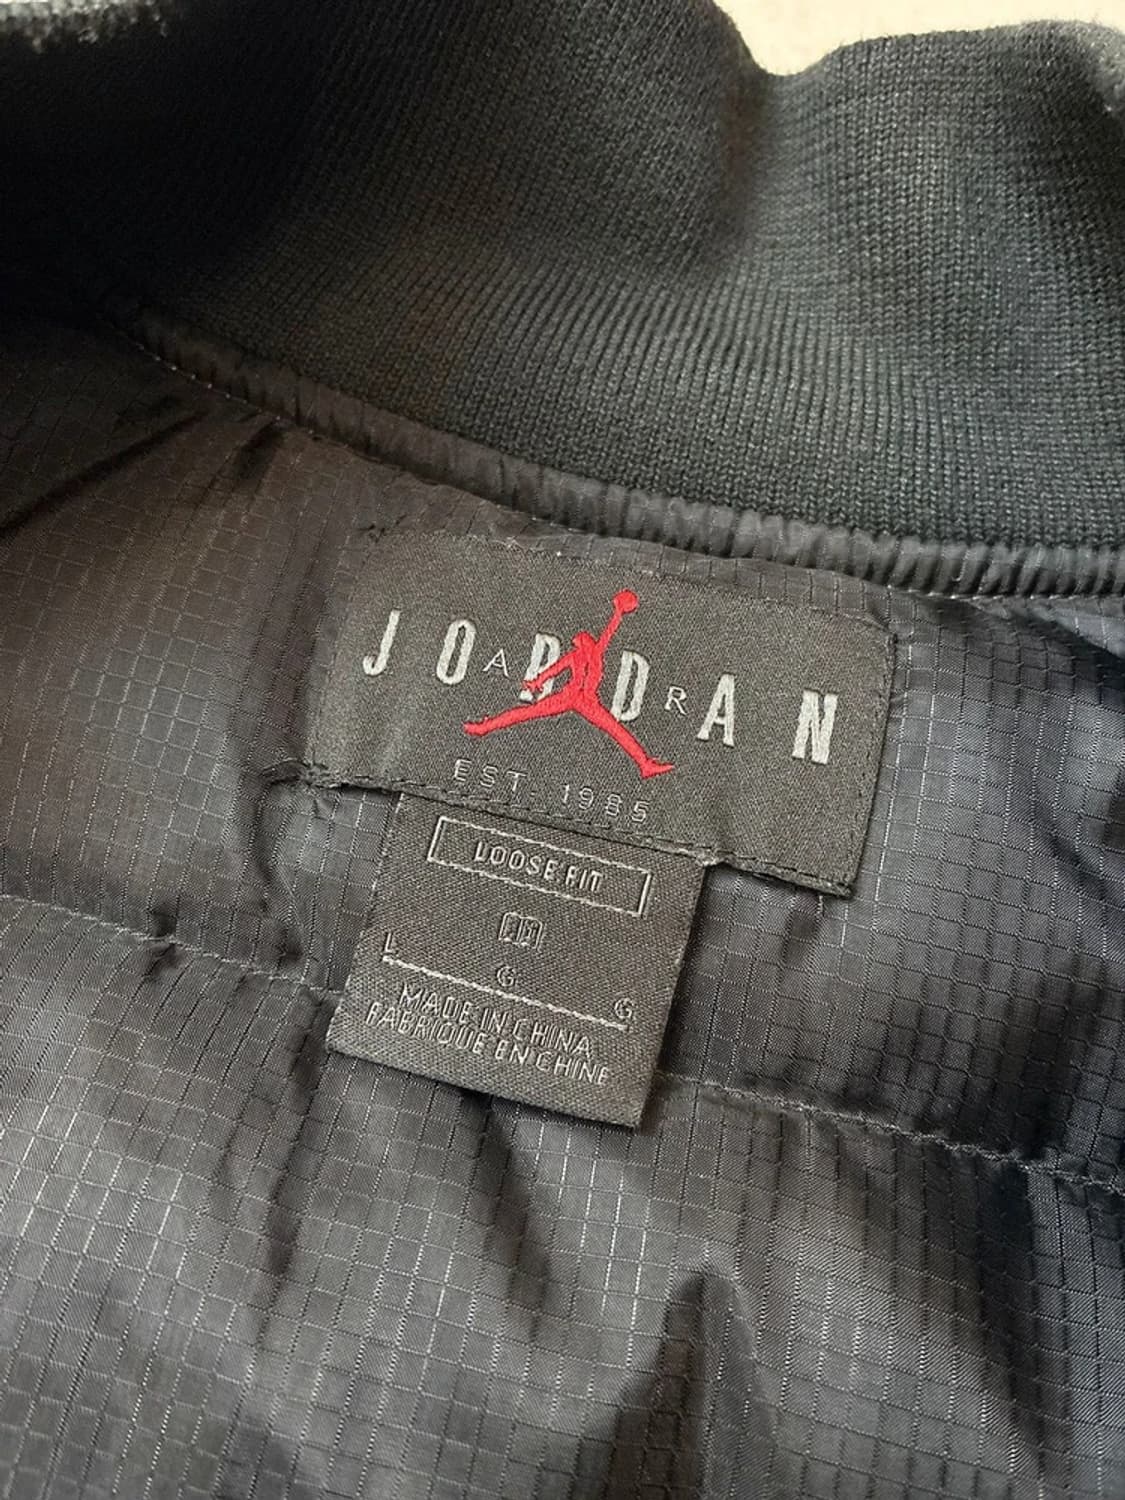 JORDAN
AIR
EST. 1985
LOOSE FIT
L G G
MADE IN CHINA
FABRIQUE EN CHINE